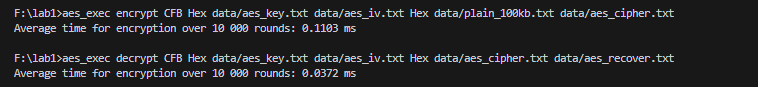 F:\lab1>aes_exec encrypt CFB Hex data/aes_key.txt data/aes_iv.txt Hex data/plain_100kb.txt data/aes_cipher.txt
Average time for encryption over 10 000 rounds: 0.1103 ms
F:\lab1>aes_exec decrypt CFB Hex data/aes_key.txt data/aes_iv.txt Hex data/aes_cipher.txt data/aes_recover.txt
Average time for encryption over 10 000 rounds: 0.0372 ms